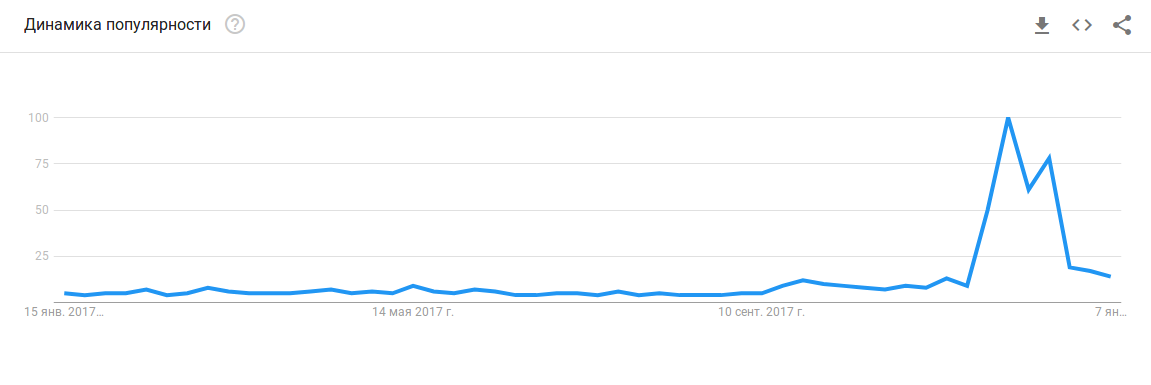 Динамика популярности ?
100
75
50
25
15 янв. 2017…
14 мая 2017 г.
10 сент. 2017 г.
7 ян…